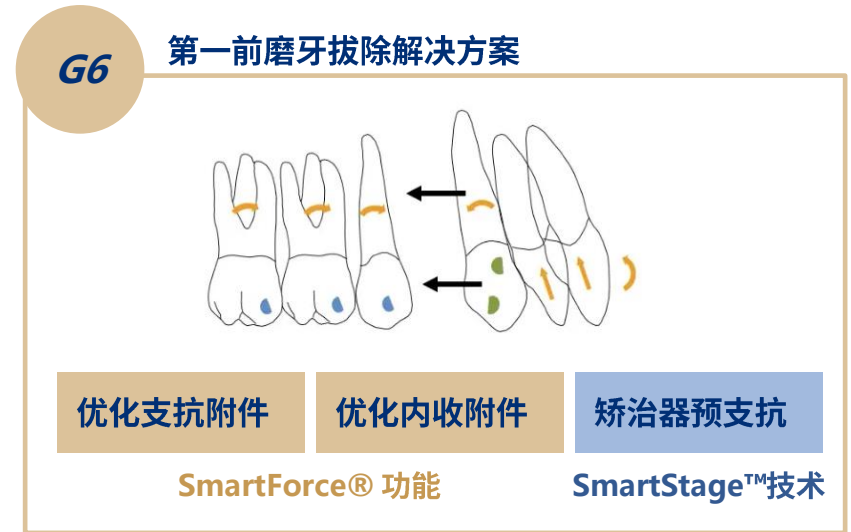 G6
第一前磨牙拔除解决方案
优化支抗附件
优化内收附件
矫治器预支抗
SmartForce® 功能
SmartStage™技术